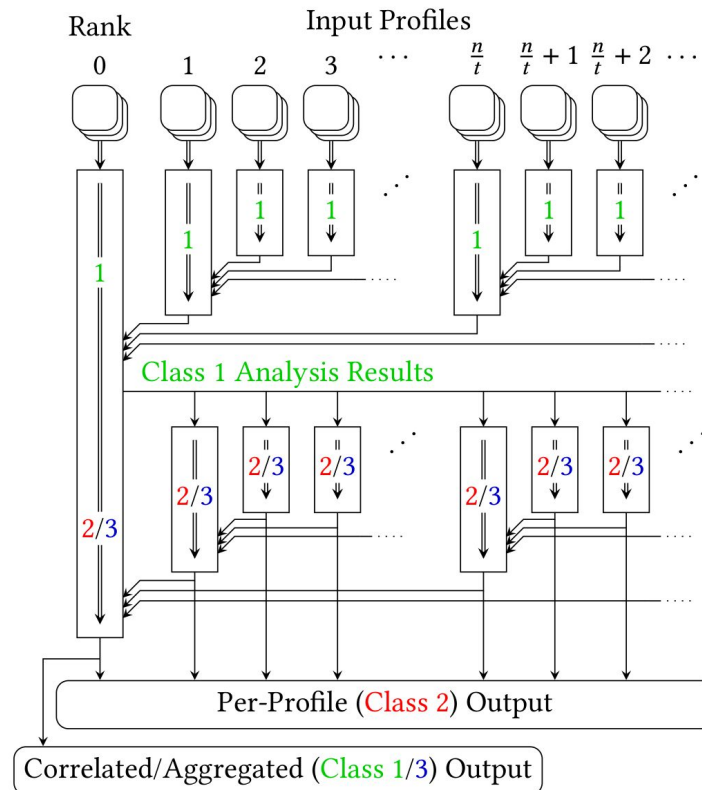 Rank Input Profiles
0 1 2 3 ··· n/t n/t + 1 n/t + 2 ···
1 1 1 1 1
1 1
1
Class 1 Analysis Results
2/3 2/3 2/3 2/3
2/3 2/3
2/3
Per-Profile (Class 2) Output
Correlated/Aggregated (Class 1/3) Output